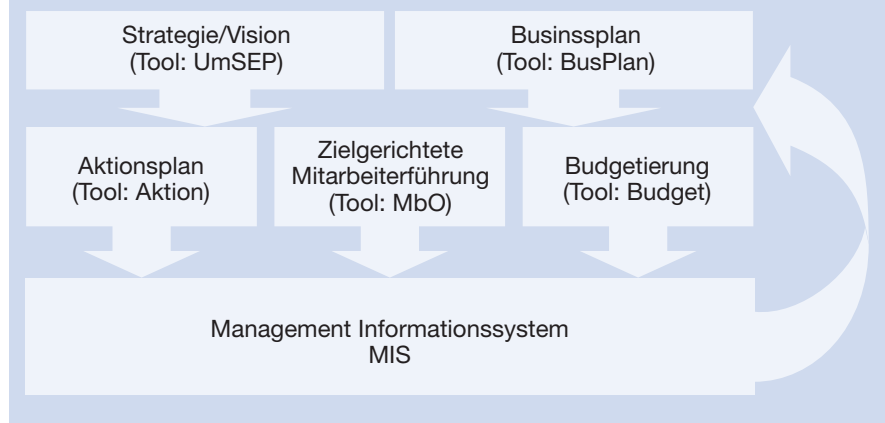 Strategie/Vision
(Tool: UmSEP)
Businssplan
(Tool: BusPlan)
Aktionsplan
(Tool: Aktion)
Zielgerichtete
Mitarbeiterführung
(Tool: MbO)
Budgetierung
(Tool: Budget)
Management Informationssystem
MIS